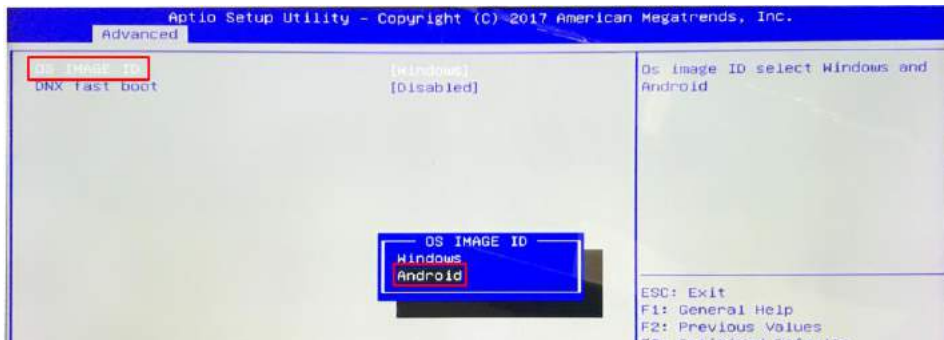 Aptio Setup Utility – Copyright (C) 2017 American Megatrends, Inc.
Advanced
OS IMAGE ID
[Windows]
DNX fast boot
[Disabled]
Os image ID select Windows and
Android
OS IMAGE ID
Windows
Android
ESC: Exit
F1: General Help
F2: Previous Values